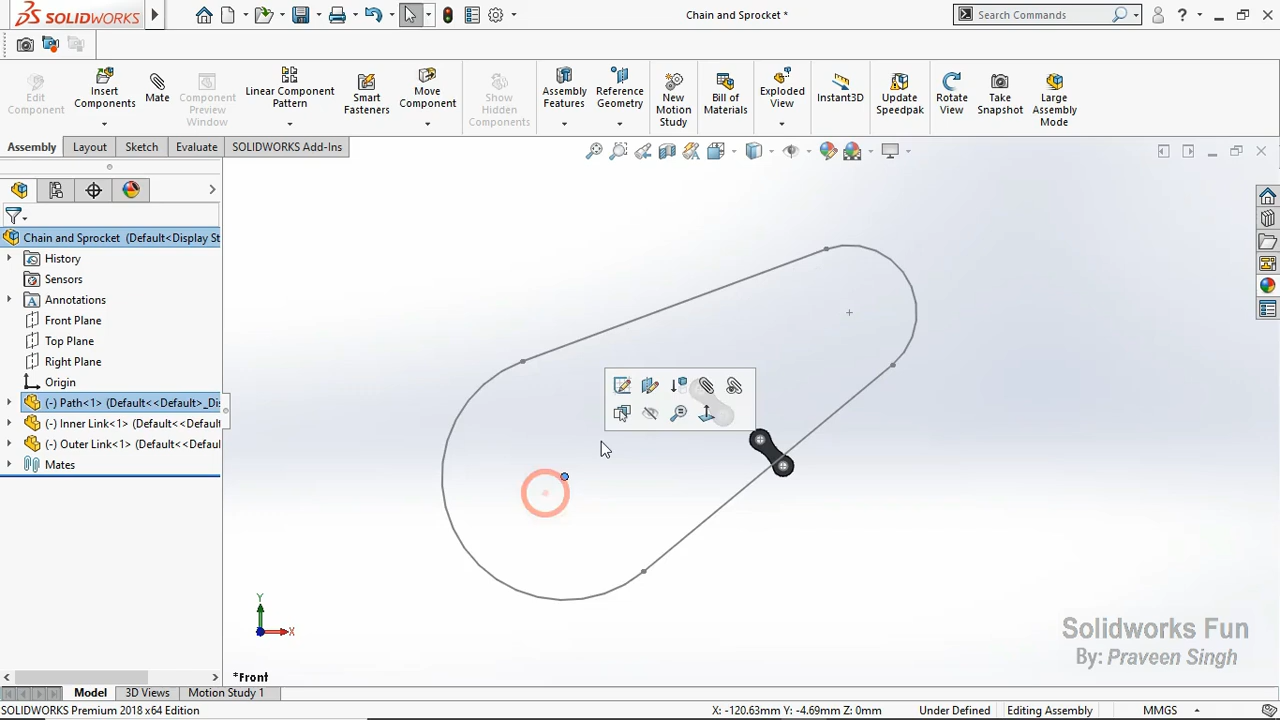 SOLIDWORKS
Chain and Sprocket *
Search Commands
Edit Component
Insert Components
Mate
Component Preview Window
Linear Component Pattern
Smart Fasteners
Move Component
Show Hidden Components
Assembly Features
Reference Geometry
New Motion Study
Bill of Materials
Exploded View
Instant3D
Update Speedpak
Rotate View
Take Snapshot
Large Assembly Mode
Assembly
Layout
Sketch
Evaluate
SOLIDWORKS Add-Ins
Chain and Sprocket (Default<Display St
History
Sensors
Annotations
Front Plane
Top Plane
Right Plane
Origin
(-) Path<1> (Default<<Default>_Dis
(-) Inner Link<1> (Default<<Default
(-) Outer Link<1> (Default<<Defaul
Mates
Y
X
*Front
Solidworks Fun
By: Praveen Singh
Model
3D Views
Motion Study 1
SOLIDWORKS Premium 2018 x64 Edition
X: -120.63mm Y: -4.69mm Z: 0mm
Under Defined
Editing Assembly
MMGS